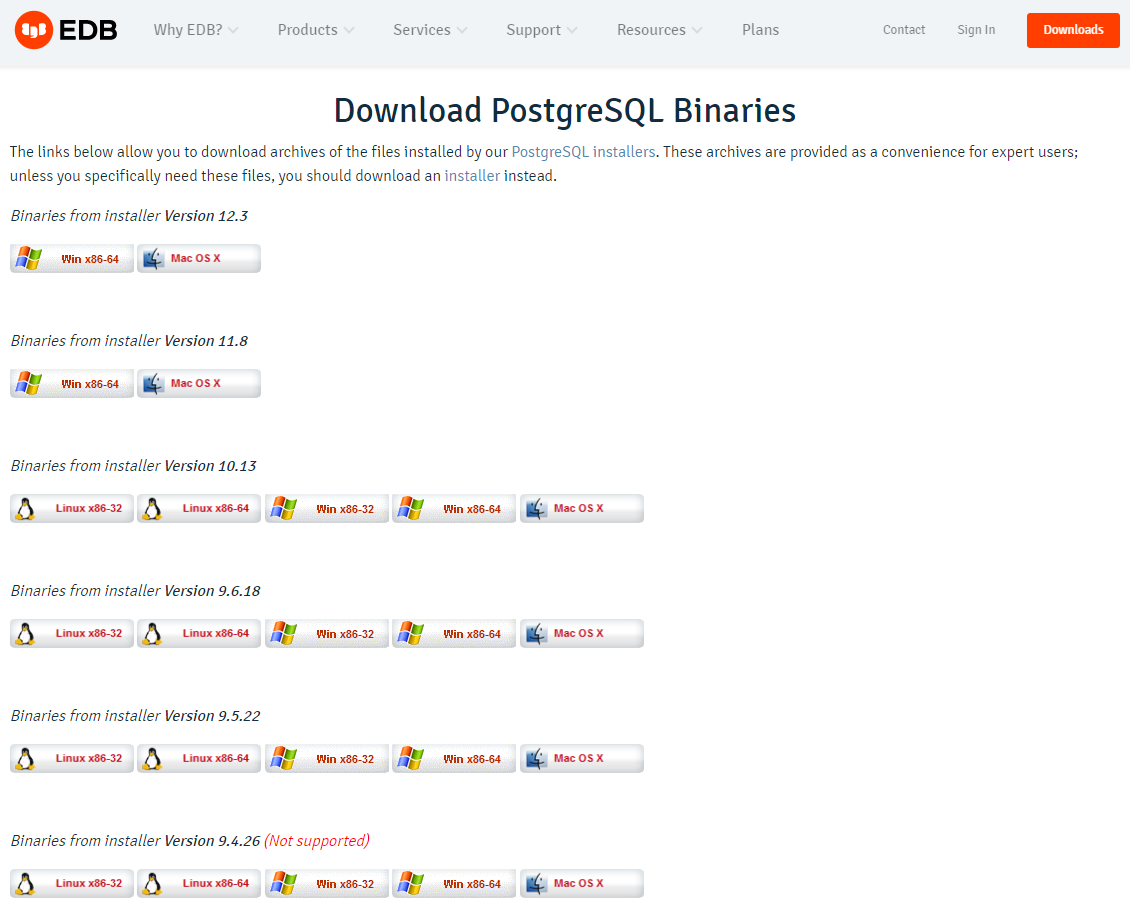 EDB Why EDB? Products Services Support Resources Plans Contact Sign In Downloads
Download PostgreSQL Binaries
The links below allow you to download archives of the files installed by our PostgreSQL installers. These archives are provided as a convenience for expert users;
unless you specifically need these files, you should download an installer instead.
Binaries from installer Version 12.3
Win x86-64 Mac OS X
Binaries from installer Version 11.8
Win x86-64 Mac OS X
Binaries from installer Version 10.13
Linux x86-32 Linux x86-64 Win x86-32 Win x86-64 Mac OS X
Binaries from installer Version 9.6.18
Linux x86-32 Linux x86-64 Win x86-32 Win x86-64 Mac OS X
Binaries from installer Version 9.5.22
Linux x86-32 Linux x86-64 Win x86-32 Win x86-64 Mac OS X
Binaries from installer Version 9.4.26 (Not supported)
Linux x86-32 Linux x86-64 Win x86-32 Win x86-64 Mac OS X